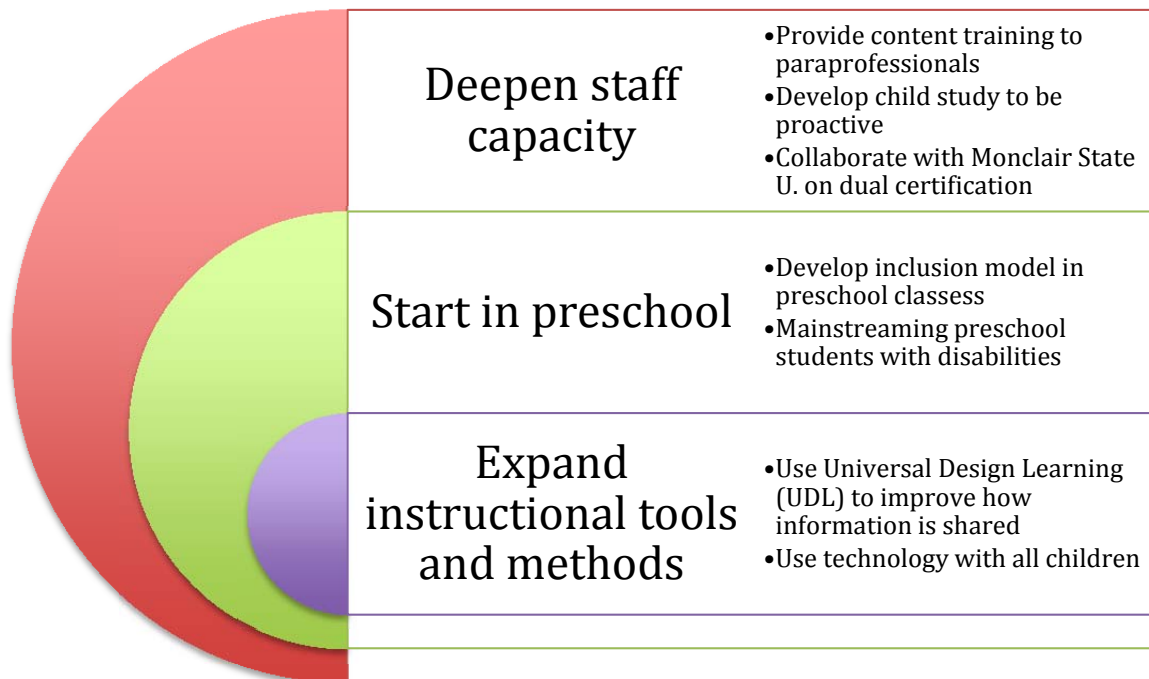 Deepen staff
capacity
•Provide content training to
paraprofessionals
•Develop child study to be
proactive
•Collaborate with Monclair State
U. on dual certification
Start in preschool
•Develop inclusion model in
preschool classess
•Mainstreaming preschool
students with disabilities
Expand
instructional tools
and methods
•Use Universal Design Learning
(UDL) to improve how
information is shared
•Use technology with all children